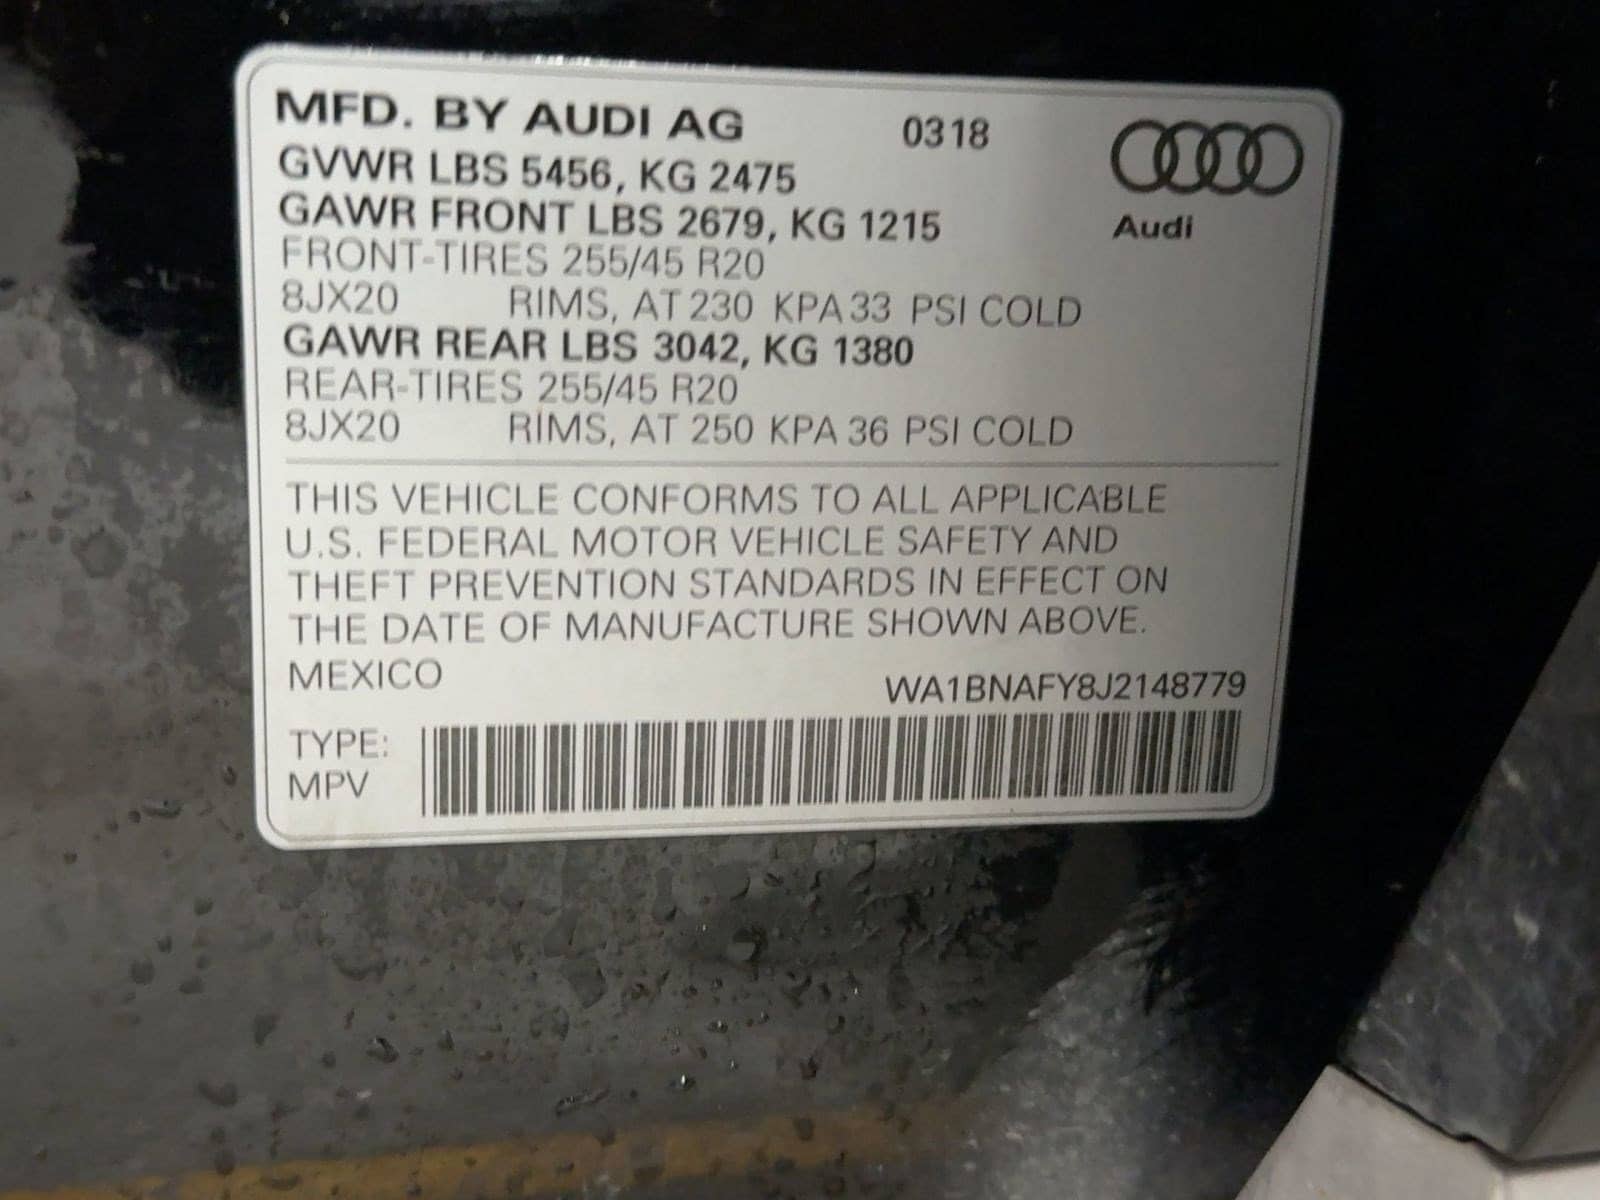 MFD. BY AUDI AG 0318
GVWR LBS 5456, KG 2475
GAWR FRONT LBS 2679, KG 1215
Audi
FRONT-TIRES 255/45 R20
8JX20 RIMS, AT 230 KPA 33 PSI COLD
GAWR REAR LBS 3042, KG 1380
REAR-TIRES 255/45 R20
8JX20 RIMS, AT 250 KPA 36 PSI COLD
THIS VEHICLE CONFORMS TO ALL APPLICABLE
U.S. FEDERAL MOTOR VEHICLE SAFETY AND
THEFT PREVENTION STANDARDS IN EFFECT ON
THE DATE OF MANUFACTURE SHOWN ABOVE.
MEXICO WA1BNAFY8J2148779
TYPE:
MPV